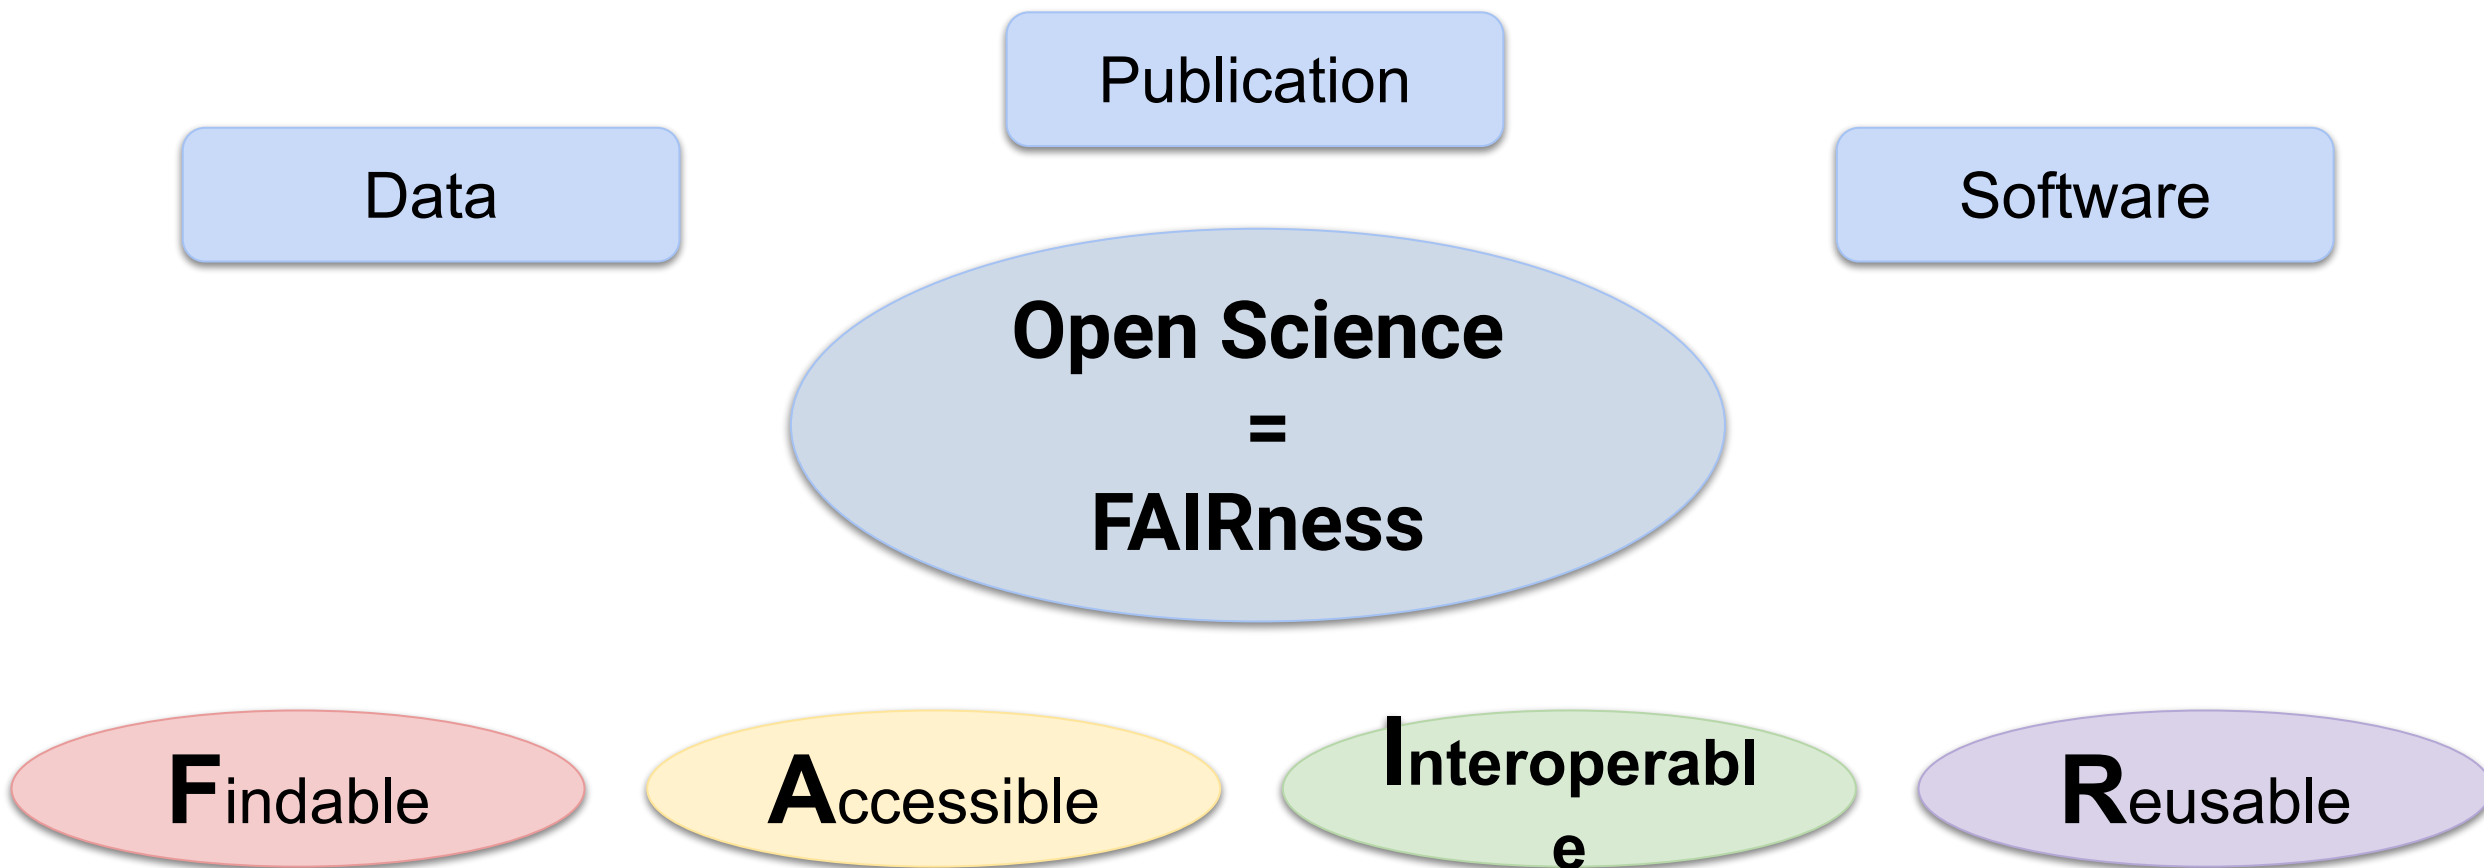 Publication
Data
Software
Open Science
=
FAIRness
Findable
Accessible
Interoperabl
e
Reusable